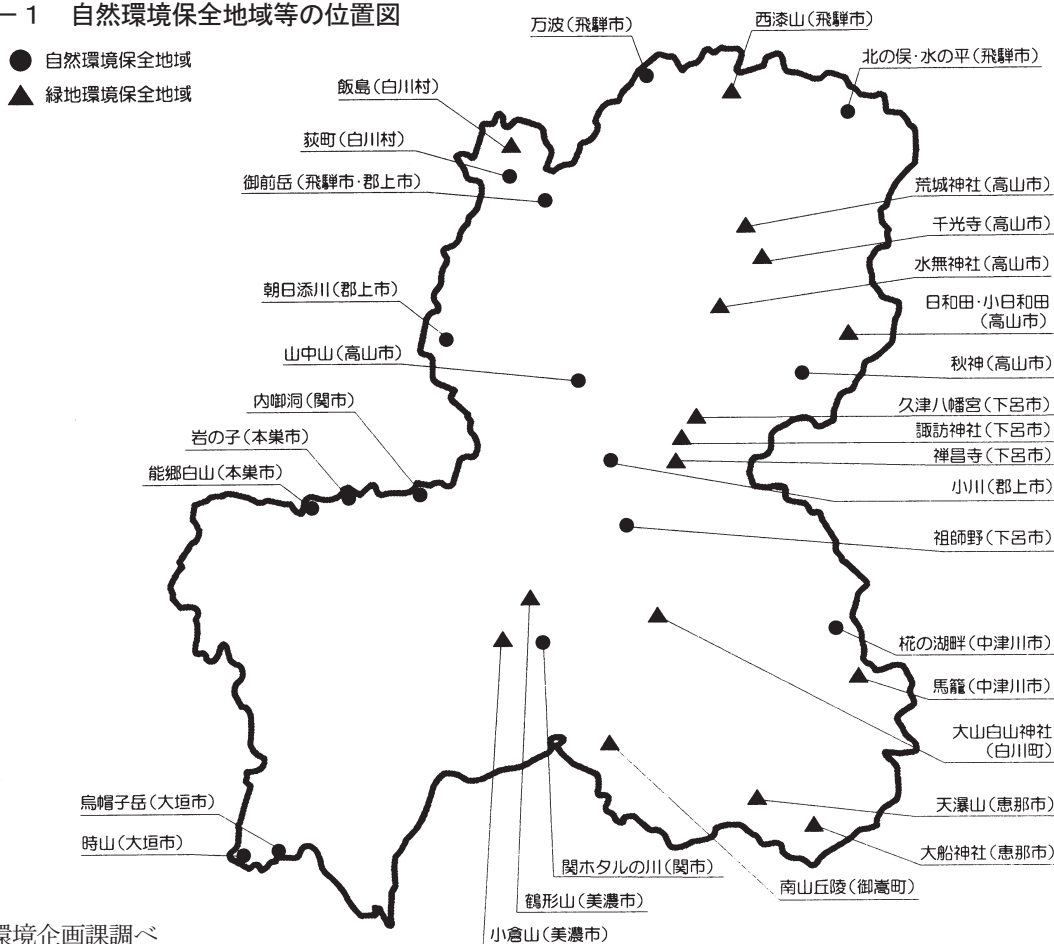 －1 自然環境保全地域等の位置図
● 自然環境保全地域
▲ 緑地環境保全地域
万波(飛騨市)
西漆山(飛騨市)
北の俣・水の平(飛騨市)
飯島(白川村)
荻町(白川村)
御前岳(飛騨市・郡上市)
荒城神社(高山市)
千光寺(高山市)
水無神社(高山市)
日和田・小日和田
(高山市)
朝日添川(郡上市)
山中山(高山市)
秋神(高山市)
内御洞(関市)
久津八幡宮(下呂市)
岩の子(本巣市)
諏訪神社(下呂市)
禅昌寺(下呂市)
能郷白山(本巣市)
小川(郡上市)
祖師野(下呂市)
椛の湖畔(中津川市)
馬籠(中津川市)
大山白山神社
(白川町)
烏帽子岳(大垣市)
天瀑山(恵那市)
時山(大垣市)
大船神社(恵那市)
関ホタルの川(関市)
南山丘陵(御嵩町)
鶴形山(美濃市)
小倉山(美濃市)
環境企画課調べ